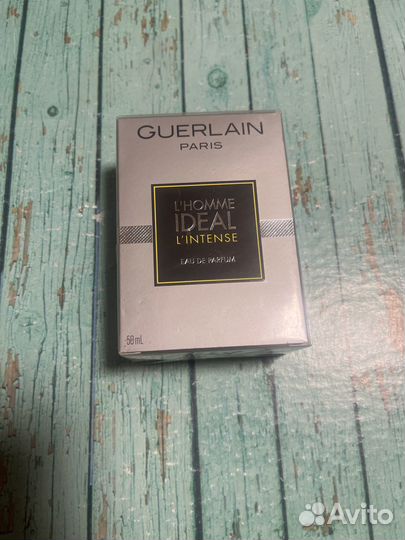 GUERLAIN
PARIS
L'HOMME
IDEAL
L'INTENSE
EAU DE PARFUM
50 mL
Avito